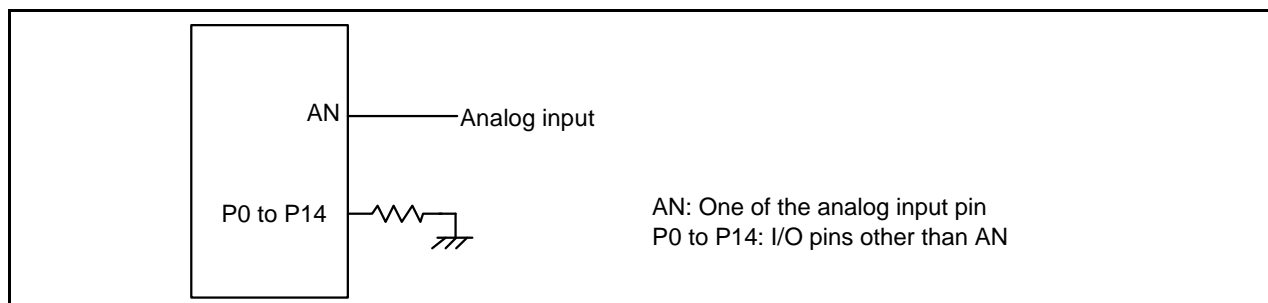 AN
Analog input
P0 to P14
AN: One of the analog input pin
P0 to P14: I/O pins other than AN